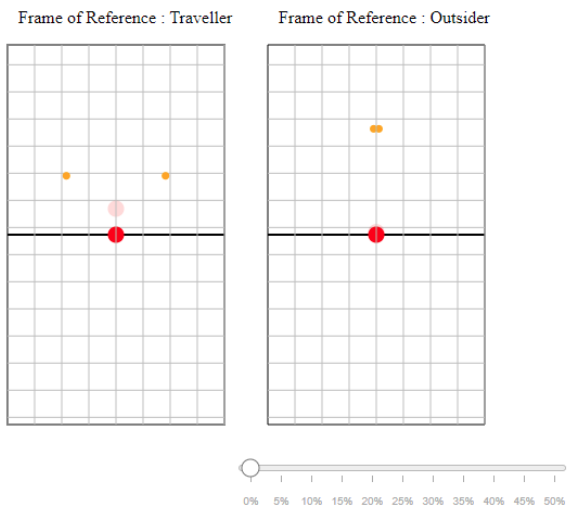 Frame of Reference : Traveller
Frame of Reference : Outsider
0% 5% 10% 15% 20% 25% 30% 35% 40% 45% 50%